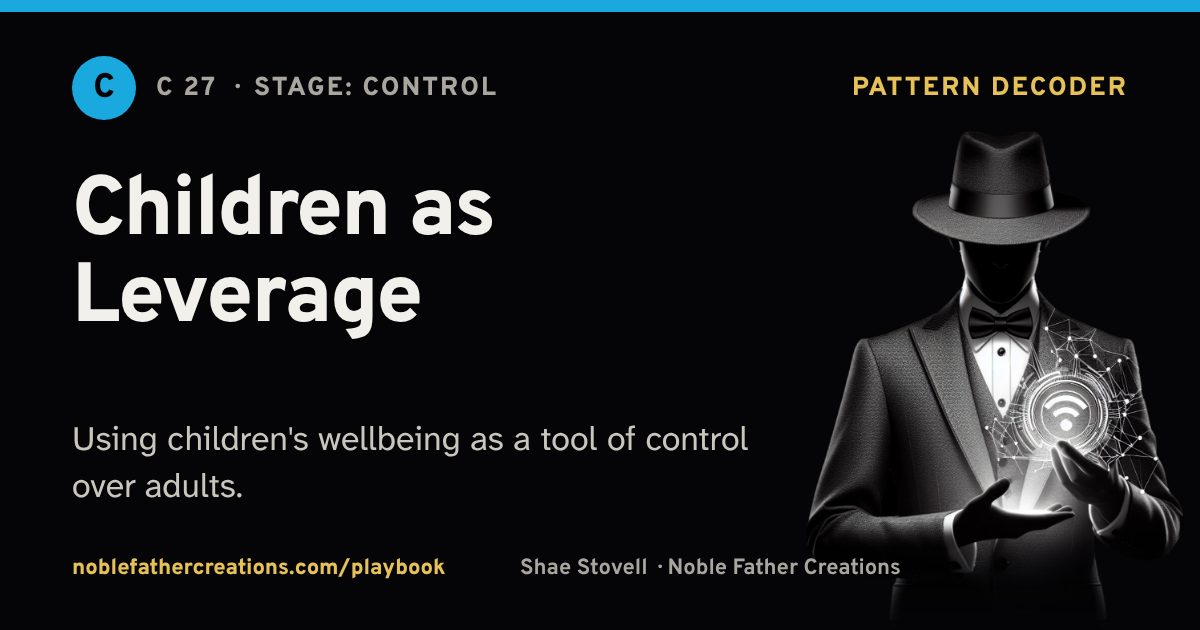 C
C 27 · STAGE: CONTROL
PATTERN DECODER
Children as
Leverage
Using children's wellbeing as a tool of control
over adults.
noblefathercreations.com/playbook
Shae Stovell · Noble Father Creations